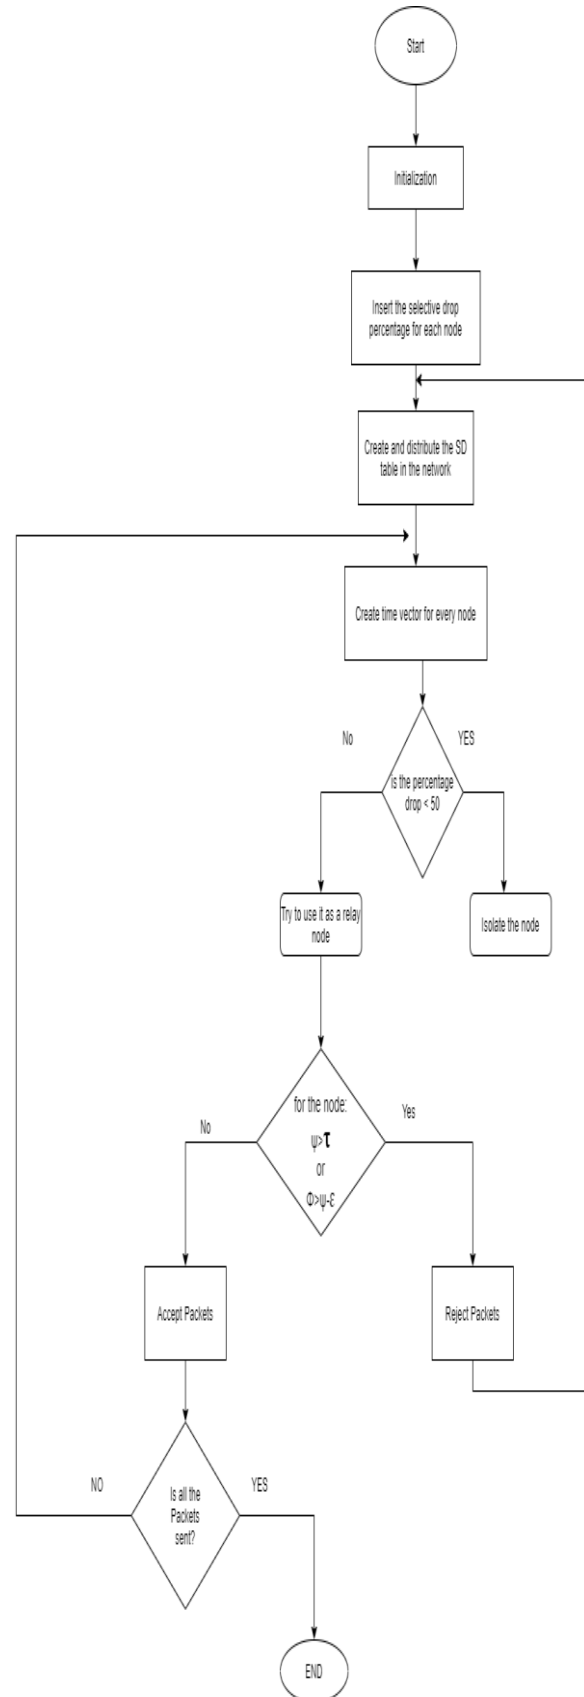 Start
Initialization
Insert the selective drop
percentage for each node
Create and distribute the SD
table in the network
Create time vector for every node
No
YES
is the percentage
drop < 50
Try to use it as a relay
node
Isolate the node
for the node:
No
Yes
ψ>τ
or
Φ>ψ-ε
Accept Packets
Reject Packets
NO
YES
Is all the
Packets
sent?
END